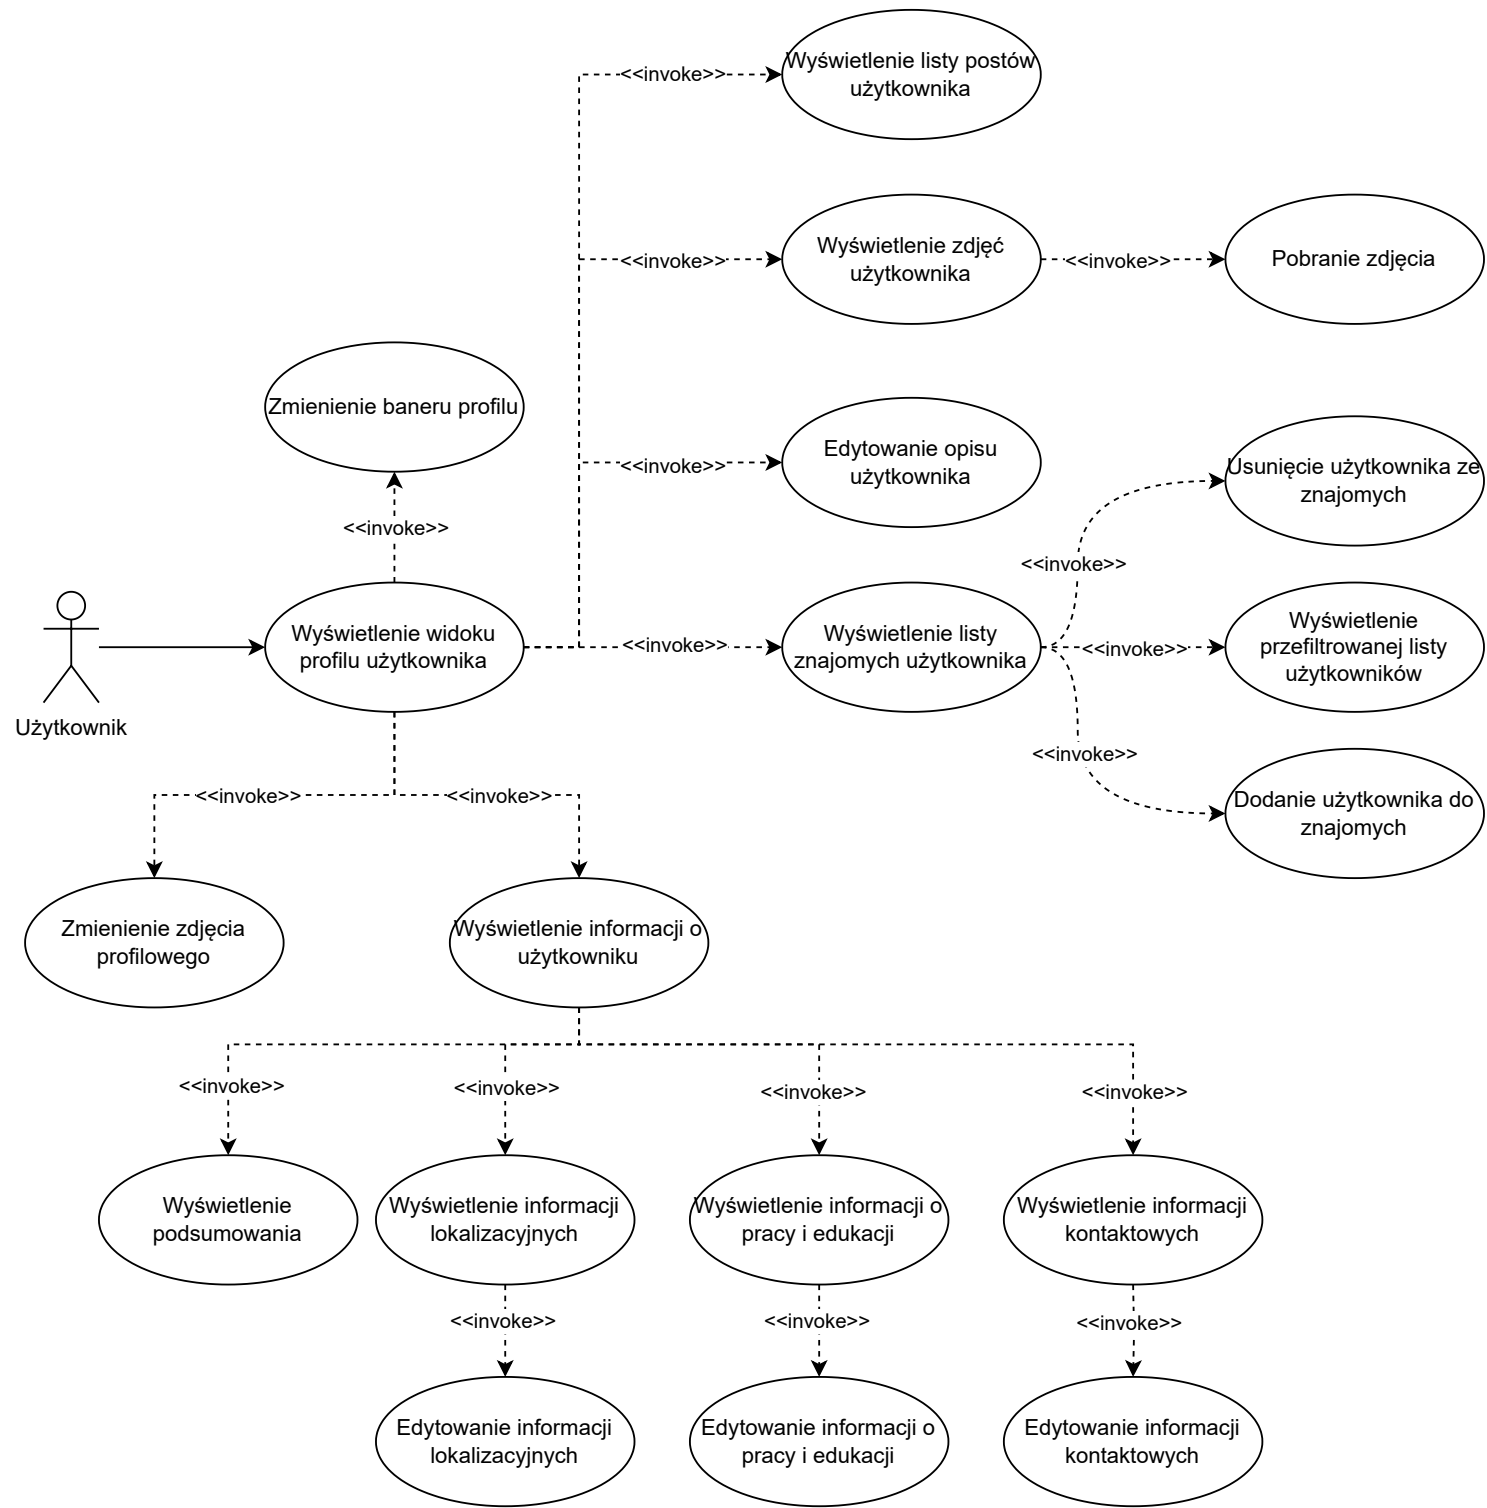 Wyświetlenie listy postów
użytkownika
<<invoke>>
Wyświetlenie zdjęć
użytkownika
<<invoke>>
<<invoke>>
Pobranie zdjęcia
Zmienienie baneru profilu
<<invoke>>
Edytowanie opisu
użytkownika
<<invoke>>
Usunięcie użytkownika ze
znajomych
<<invoke>>
<<invoke>>
Użytkownik
Wyświetlenie widoku
profilu użytkownika
<<invoke>>
Wyświetlenie listy
znajomych użytkownika
<<invoke>>
Wyświetlenie
przefiltrowanej listy
użytkowników
<<invoke>>
Dodanie użytkownika do
znajomych
<<invoke>>
<<invoke>>
Zmienienie zdjęcia
profilowego
Wyświetlenie informacji o
użytkowniku
<<invoke>>
<<invoke>>
<<invoke>>
<<invoke>>
Wyświetlenie
podsumowania
Wyświetlenie informacji
lokalizacyjnych
Wyświetlenie informacji o
pracy i edukacji
Wyświetlenie informacji
kontaktowych
<<invoke>>
<<invoke>>
<<invoke>>
Edytowanie informacji
lokalizacyjnych
Edytowanie informacji o
pracy i edukacji
Edytowanie informacji
kontaktowych